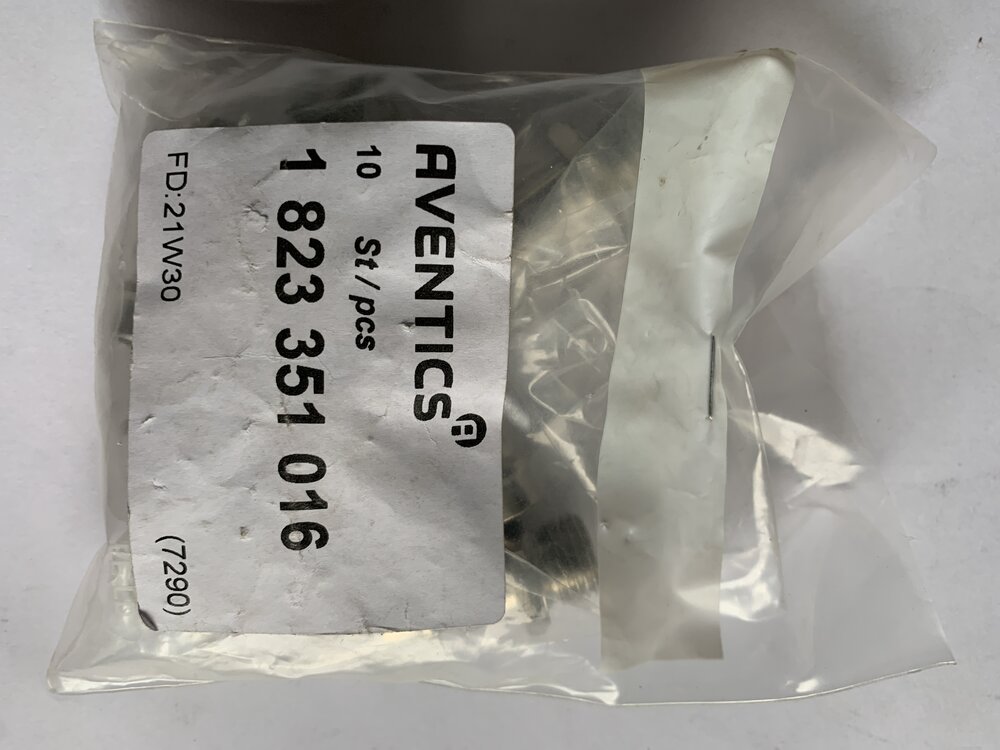 AVENTICS
10 St / pcs
1 823 351 016
FD:21W30 (7290)